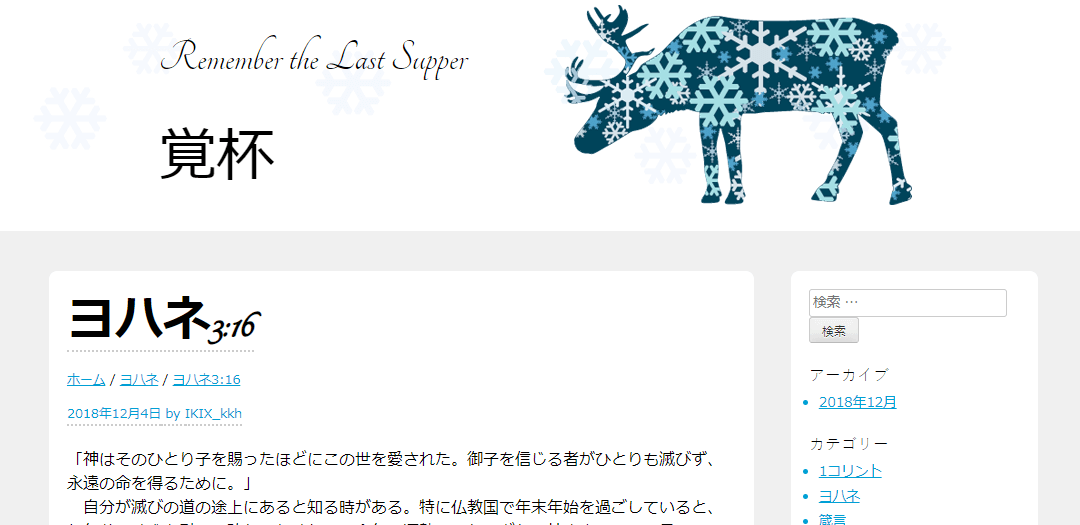 Remember the Last Supper
覚杯
ヨハネ3:16
ホーム / ヨハネ / ヨハネ3:16
2018年12月4日 by IKIX_kkh
「神はそのひとり子を賜ったほどにこの世を愛された。御子を信じる者がひとりも滅びず、
永遠の命を得るために。」
自分が滅びの道の途上にあると知る時がある。特に仏教国で年末年始を過ごしていると、
検索 …
検索
アーカイブ
2018年12月
カテゴリー
1コリント
ヨハネ
箴言